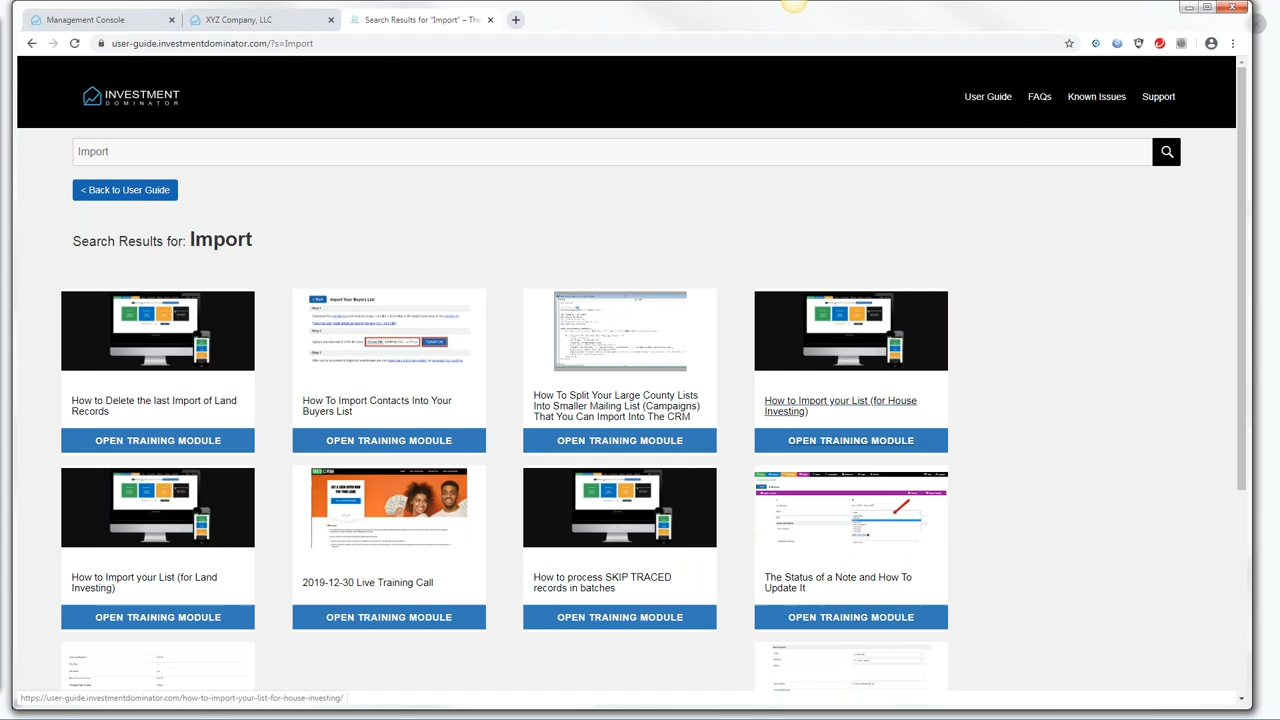 Management Console
XYZ Company, LLC
Search Results for "Import" – The
user-guide.investmentdominator.com/?s=Import
INVESTMENT
DOMINATOR
User Guide
FAQs
Known Issues
Support
Import
< Back to User Guide
Search Results for: Import
Import Your Buyers List
How to Delete the last Import of Land
Records
OPEN TRAINING MODULE
How To Import Contacts Into Your
Buyers List
OPEN TRAINING MODULE
How To Split Your Large County Lists
Into Smaller Mailing List (Campaigns)
That You Can Import Into The CRM
OPEN TRAINING MODULE
How to Import your List (for House
Investing)
OPEN TRAINING MODULE
How to Import your List (for Land
Investing)
OPEN TRAINING MODULE
2019-12-30 Live Training Call
OPEN TRAINING MODULE
How to process SKIP TRACED
records in batches
OPEN TRAINING MODULE
The Status of a Note and How To
Update It
OPEN TRAINING MODULE
https://user-guide.investmentdominator.com/how-to-import-your-list-for-house-investing/